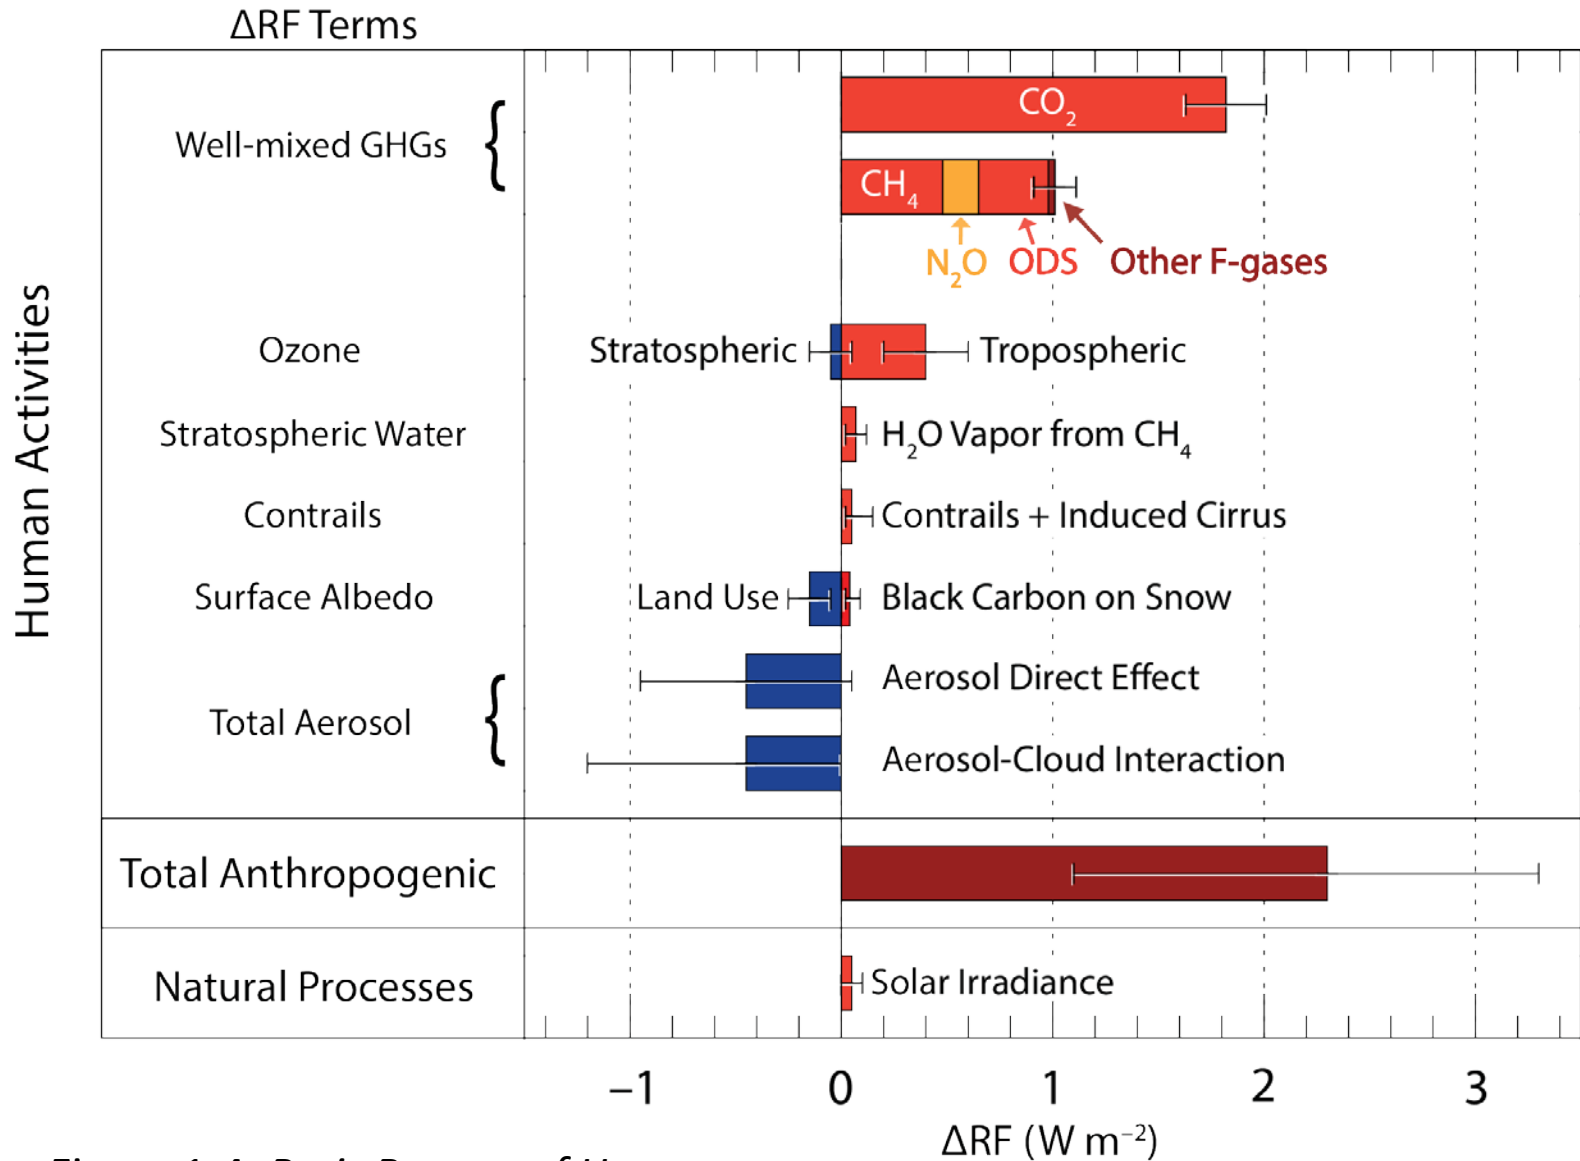 ΔRF Terms
Human Activities
Well-mixed GHGs
CO₂
CH₄
N₂O
ODS
Other F-gases
Ozone
Stratospheric
Tropospheric
Stratospheric Water
H₂O Vapor from CH₄
Contrails
Contrails + Induced Cirrus
Surface Albedo
Land Use
Black Carbon on Snow
Total Aerosol
Aerosol Direct Effect
Aerosol-Cloud Interaction
Total Anthropogenic
Natural Processes
Solar Irradiance
−1 0 1 2 3
ΔRF (W m⁻²)